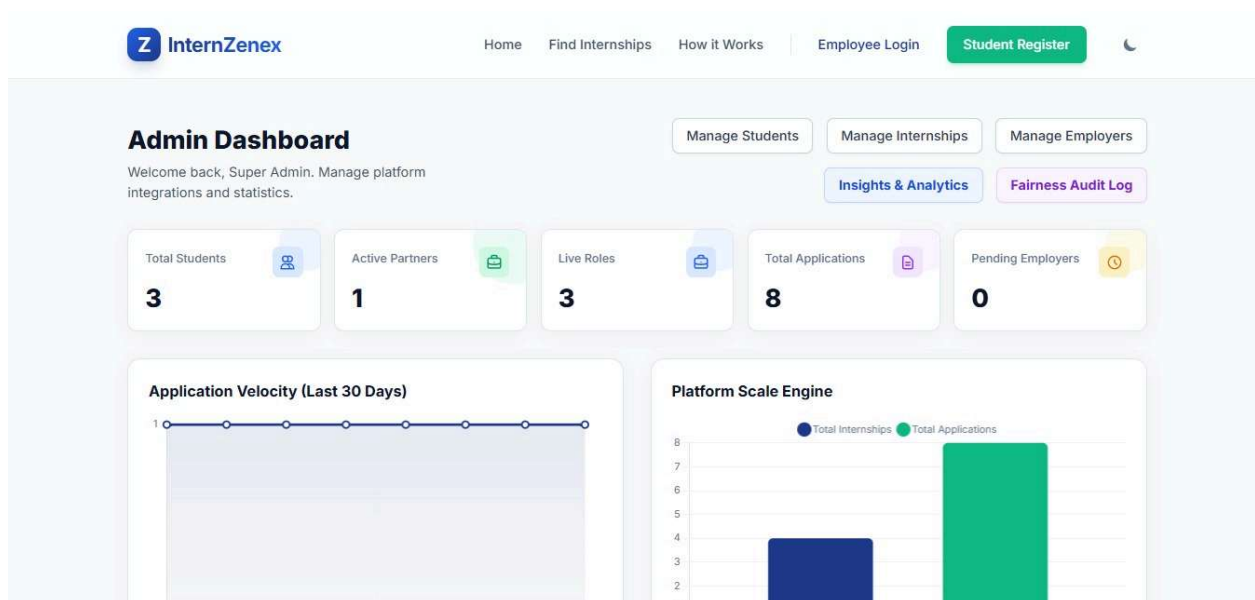 Z InternZenex
Home Find Internships How it Works Employee Login Student Register
Admin Dashboard
Welcome back, Super Admin. Manage platform
integrations and statistics.
Manage Students Manage Internships Manage Employers
Insights & Analytics Fairness Audit Log
Total Students
3
Active Partners
1
Live Roles
3
Total Applications
8
Pending Employers
0
Application Velocity (Last 30 Days)
1
Platform Scale Engine
Total Internships Total Applications
8
7
6
5
4
3
2